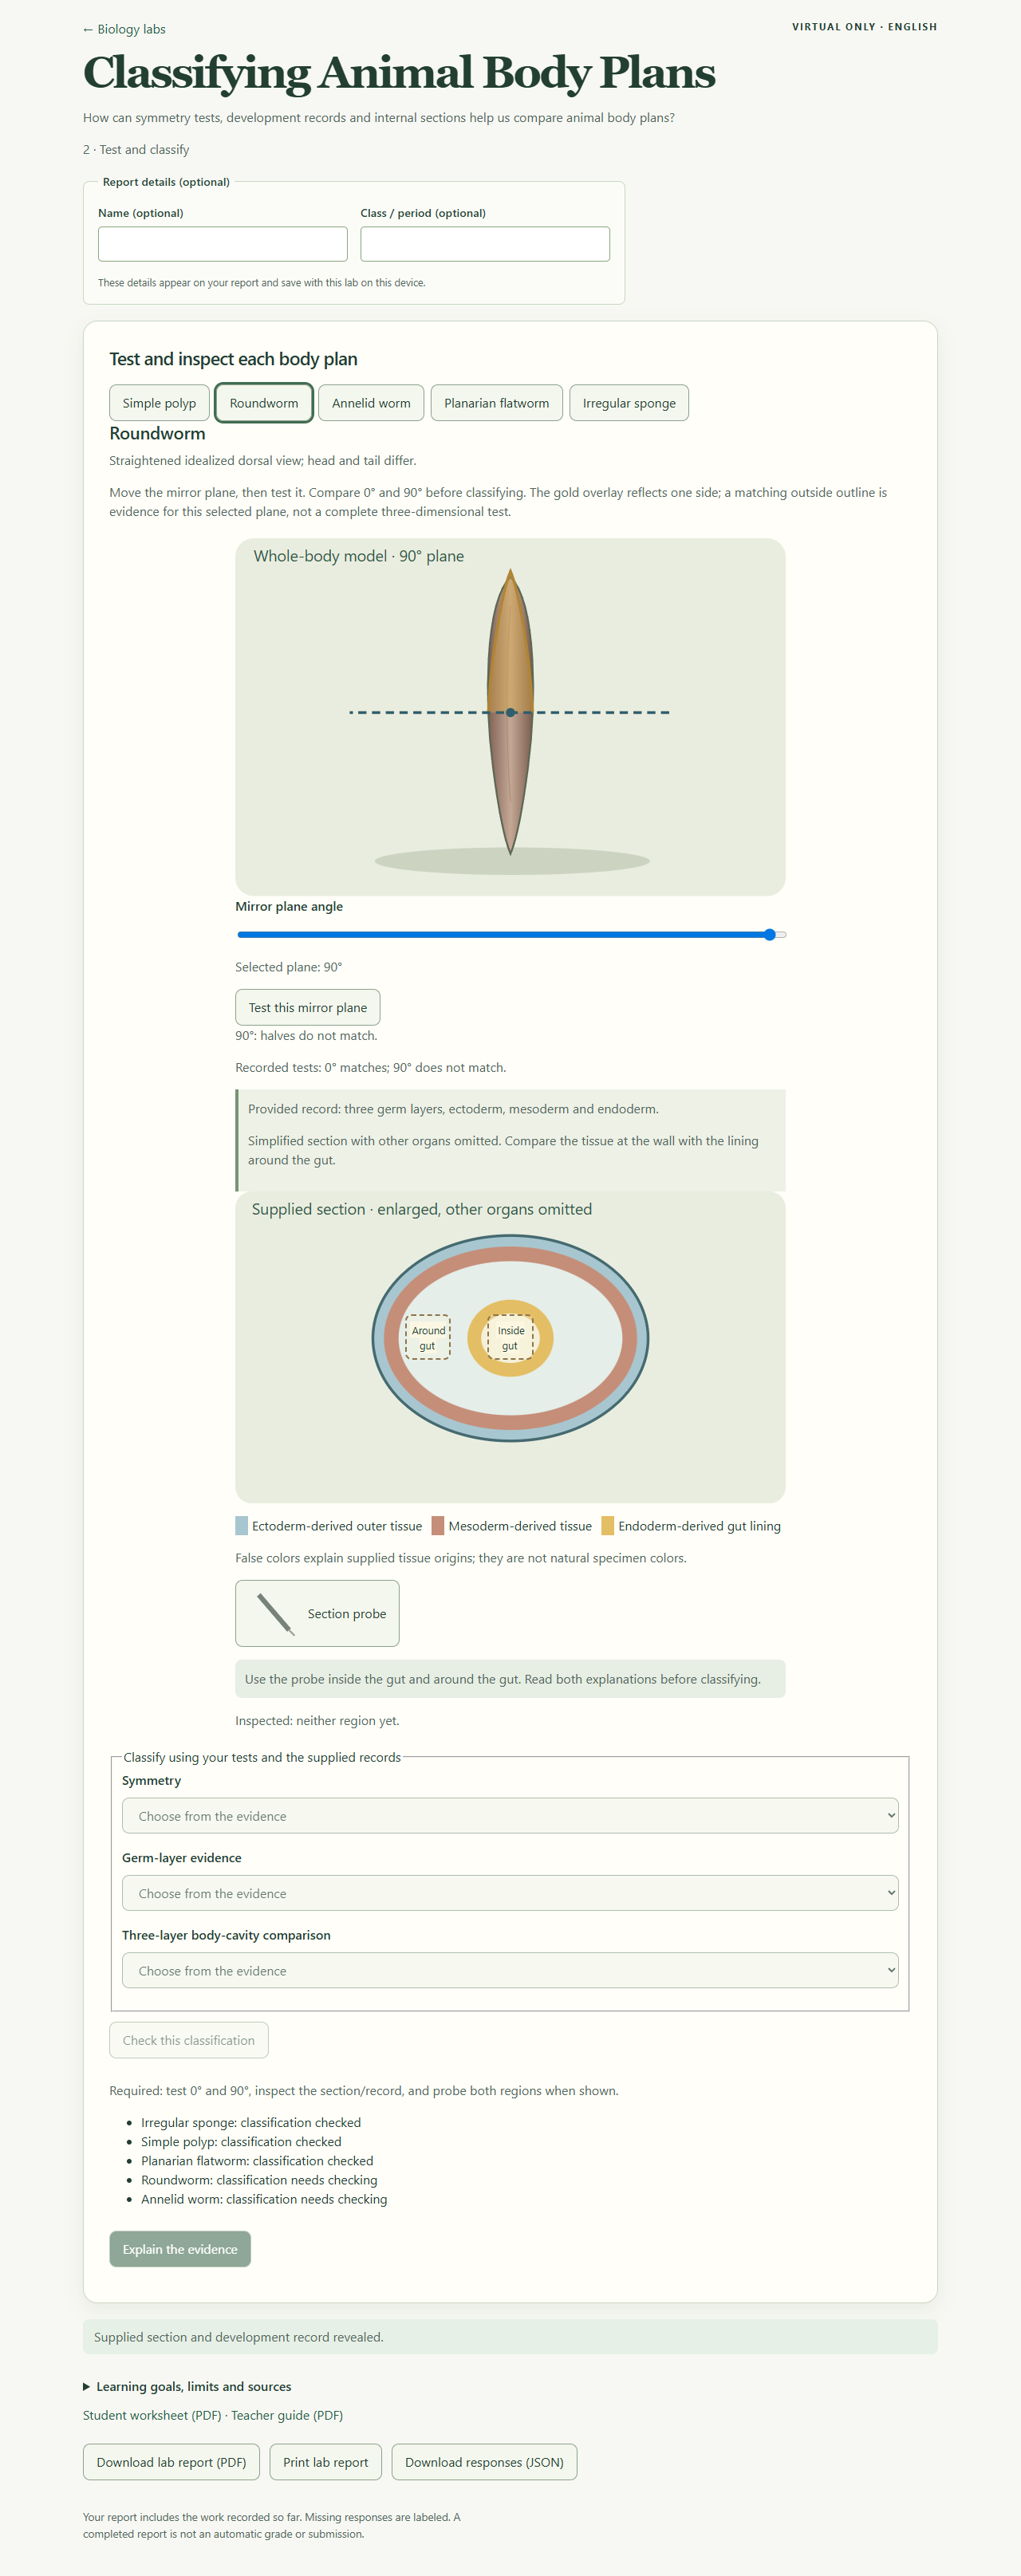 ← Biology labs
VIRTUAL ONLY · ENGLISH
Classifying Animal Body Plans
How can symmetry tests, development records and internal sections help us compare animal body plans?
2 · Test and classify
Report details (optional)
Name (optional)
Class / period (optional)
These details appear on your report and save with this lab on this device.
Test and inspect each body plan
Simple polyp
Roundworm
Annelid worm
Planarian flatworm
Irregular sponge
Roundworm
Straightened idealized dorsal view; head and tail differ.
Move the mirror plane, then test it. Compare 0° and 90° before classifying. The gold overlay reflects one side; a matching outside outline is
evidence for this selected plane, not a complete three-dimensional test.
Whole-body model · 90° plane
Mirror plane angle
Selected plane: 90°
Test this mirror plane
90°: halves do not match.
Recorded tests: 0° matches; 90° does not match.
Provided record: three germ layers, ectoderm, mesoderm and endoderm.
Simplified section with other organs omitted. Compare the tissue at the wall with the lining
around the gut.
Supplied section · enlarged, other organs omitted
Around
gut
Inside
gut
Ectoderm-derived outer tissue
Mesoderm-derived tissue
Endoderm-derived gut lining
False colors explain supplied tissue origins; they are not natural specimen colors.
Section probe
Use the probe inside the gut and around the gut. Read both explanations before classifying.
Inspected: neither region yet.
Classify using your tests and the supplied records
Symmetry
Choose from the evidence
Germ-layer evidence
Choose from the evidence
Three-layer body-cavity comparison
Choose from the evidence
Check this classification
Required: test 0° and 90°, inspect the section/record, and probe both regions when shown.
• Irregular sponge: classification checked
• Simple polyp: classification checked
• Planarian flatworm: classification checked
• Roundworm: classification needs checking
• Annelid worm: classification needs checking
Explain the evidence
Supplied section and development record revealed.
▶ Learning goals, limits and sources
Student worksheet (PDF) · Teacher guide (PDF)
Download lab report (PDF)
Print lab report
Download responses (JSON)
Your report includes the work recorded so far. Missing responses are labeled. A
completed report is not an automatic grade or submission.